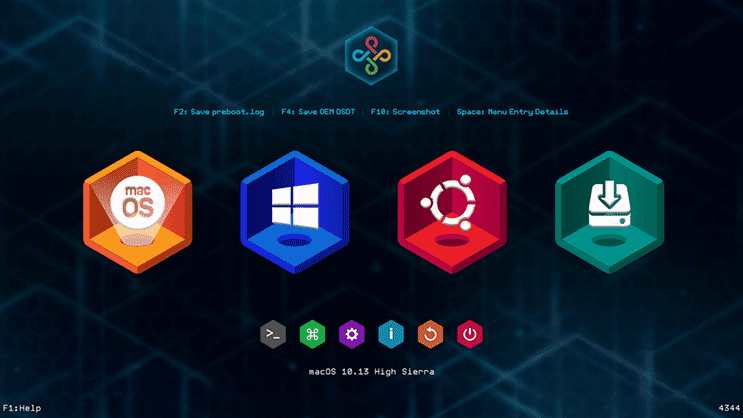 F2: Save preboot.log | F4: Save OEM DSDT | F10: Screenshot | Space: Menu Entry Details
mac
OS
>_
i
macOS 10.13 High Sierra
F1:Help
4344